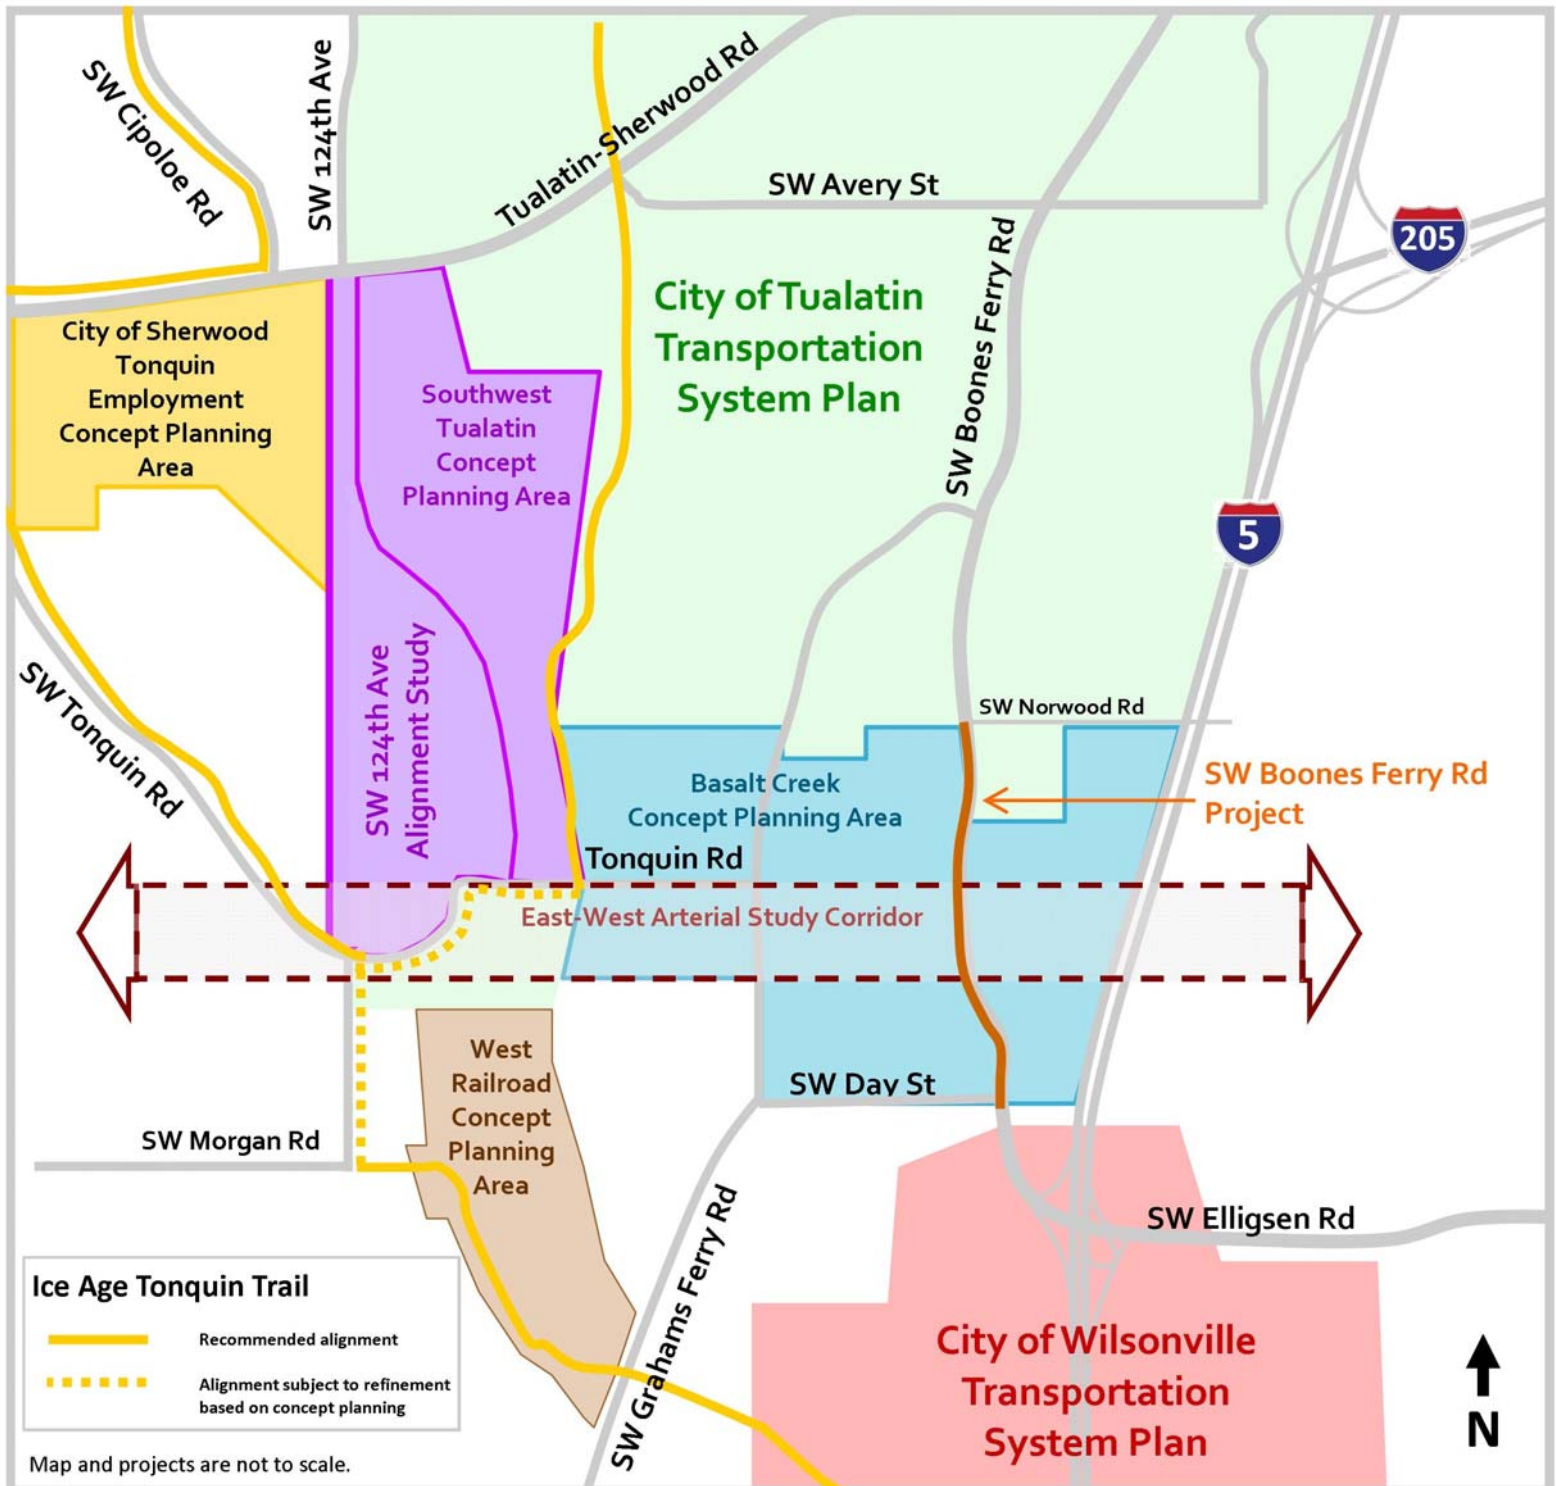 SW Cipoloe Rd
SW 124th Ave
Tualatin-Sherwood Rd
SW Avery St
205
City of Tualatin
Transportation
System Plan
SW Boones Ferry Rd
City of Sherwood
Tonquin
Employment
Concept Planning
Area
Southwest
Tualatin
Concept
Planning Area
5
SW 124th Ave
Alignment Study
SW Tonquin Rd
SW Norwood Rd
Basalt Creek
Concept Planning Area
SW Boones Ferry Rd
Project
Tonquin Rd
East-West Arterial Study Corridor
West
Railroad
Concept
Planning
Area
SW Day St
SW Morgan Rd
SW Grahams Ferry Rd
SW Elligsen Rd
City of Wilsonville
Transportation
System Plan
Ice Age Tonquin Trail
Recommended alignment
Alignment subject to refinement
based on concept planning
Map and projects are not to scale.
N